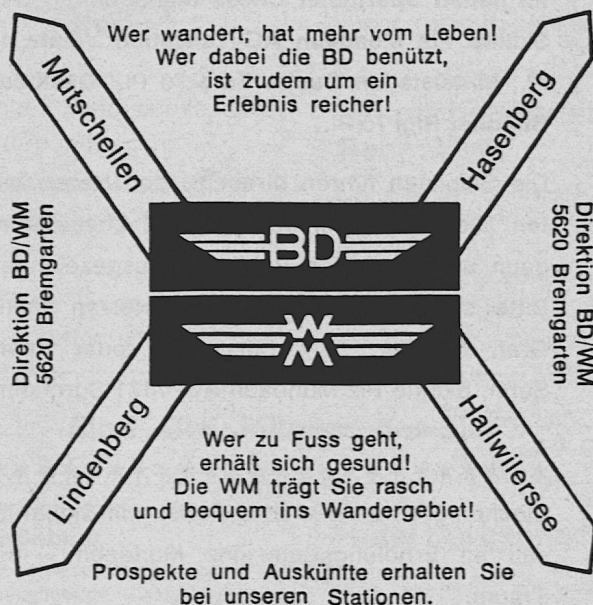 Wer wandert, hat mehr vom Leben!
Wer dabei die BD benützt,
ist zudem um ein
Erlebnis reicher!
Mutschellen
Hasenberg
Direktion BD/WM
5620 Bremgarten
BD
WM
Direktion BD/WM
5620 Bremgarten
Lindenberg
Hallwilersee
Wer zu Fuss geht,
erhält sich gesund!
Die WM trägt Sie rasch
und bequem ins Wandergebiet!
Prospekte und Auskünfte erhalten Sie
bei unseren Stationen.